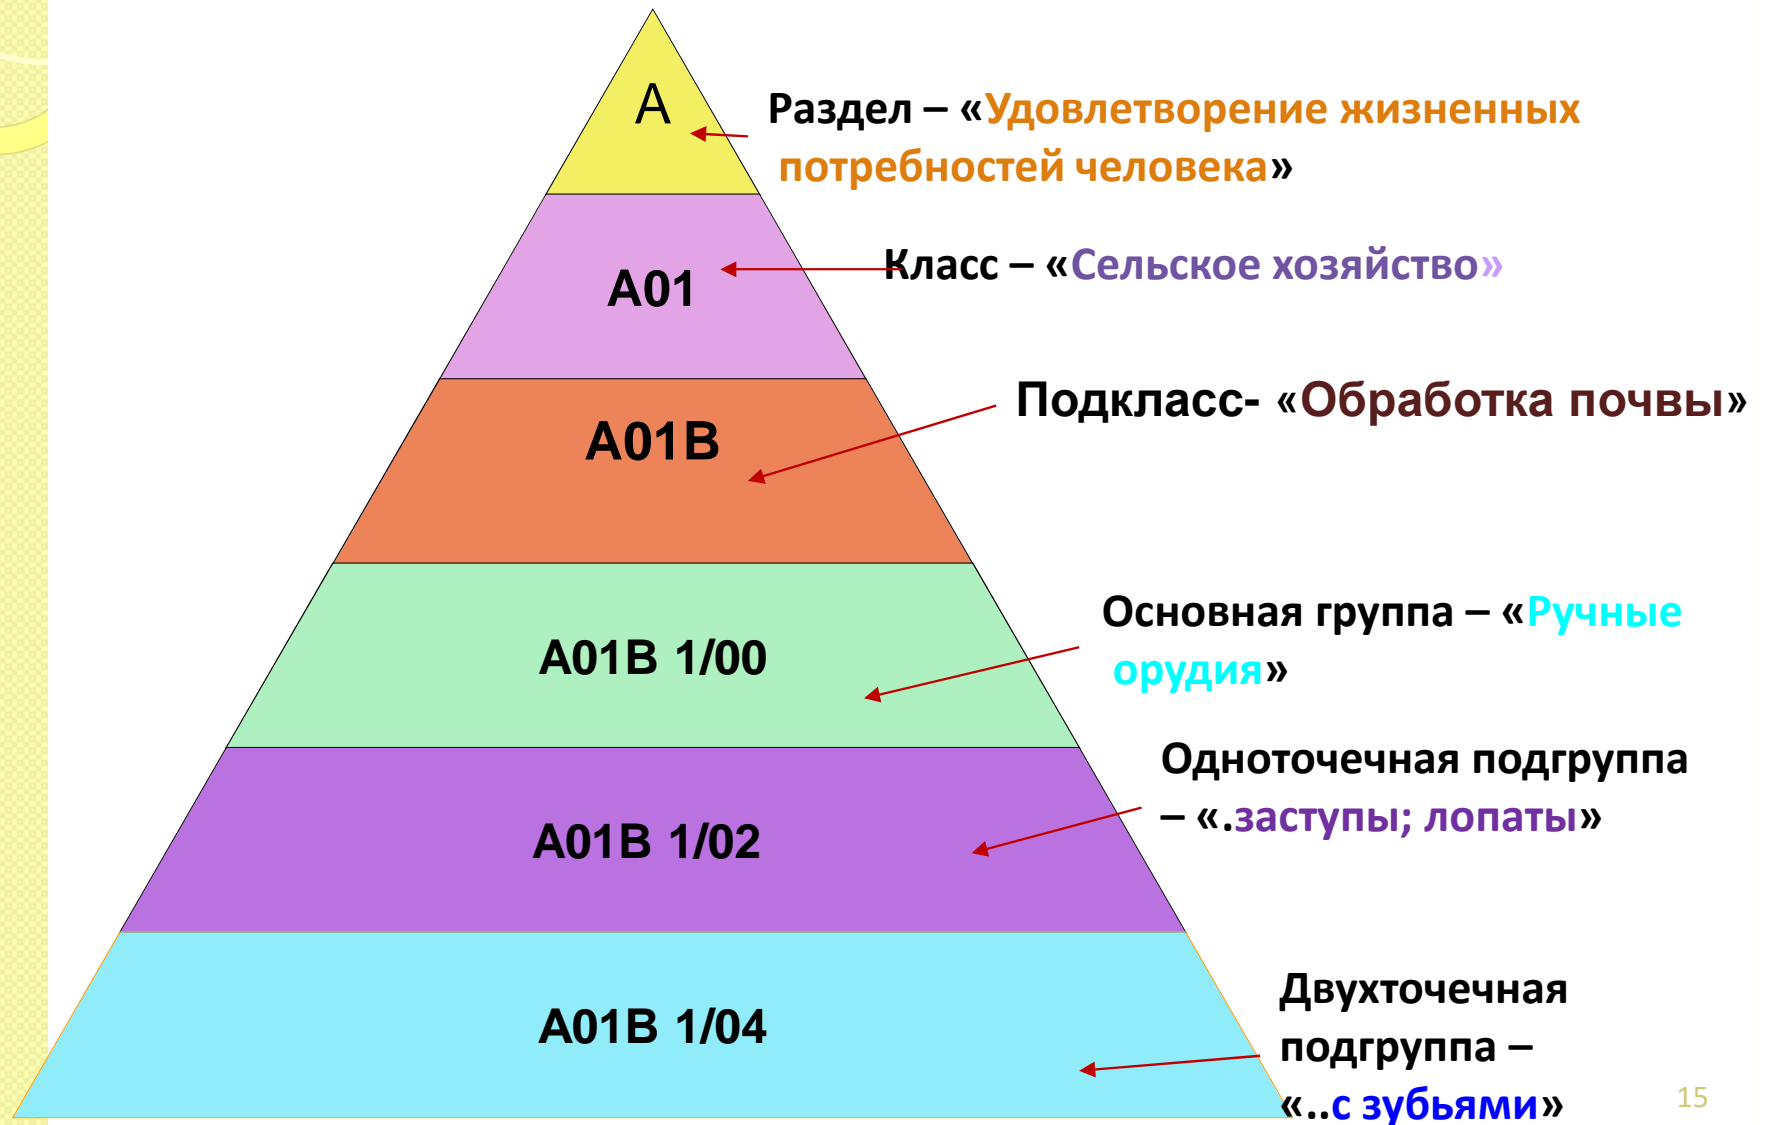 А
Раздел – «Удовлетворение жизненных
потребностей человека»
А01
Класс – «Сельское хозяйство»
А01В
Подкласс- «Обработка почвы»
А01В 1/00
Основная группа – «Ручные
орудия»
А01В 1/02
Одноточечная подгруппа
– «.заступы; лопаты»
А01В 1/04
Двухточечная
подгруппа –
«..с зубьями»
15